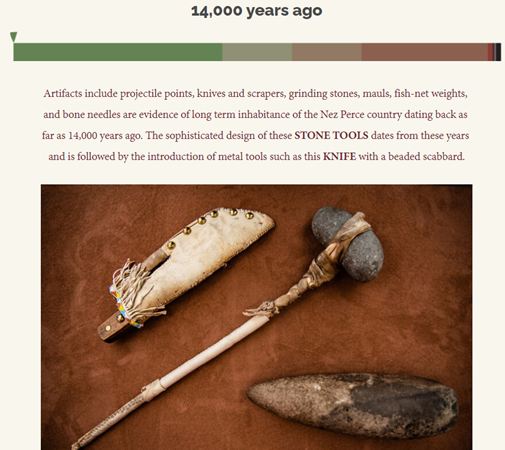 14,000 years ago
Artifacts include projectile points, knives and scrapers, grinding stones, mauls, fish-net weights,
and bone needles are evidence of long term inhabitance of the Nez Perce country dating back as
far as 14,000 years ago. The sophisticated design of these STONE TOOLS dates from these years
and is followed by the introduction of metal tools such as this KNIFE with a beaded scabbard.